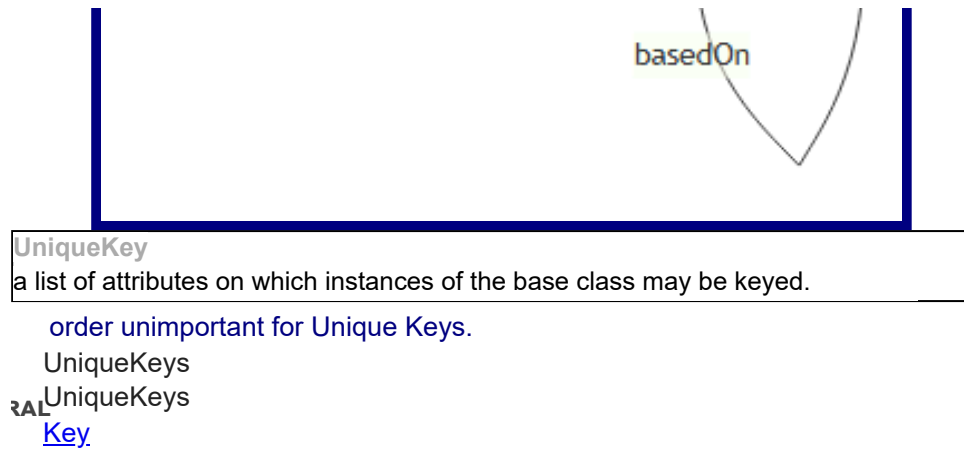 basedOn
UniqueKey
a list of attributes on which instances of the base class may be keyed.
order unimportant for Unique Keys.
UniqueKeys
RAL UniqueKeys
Key